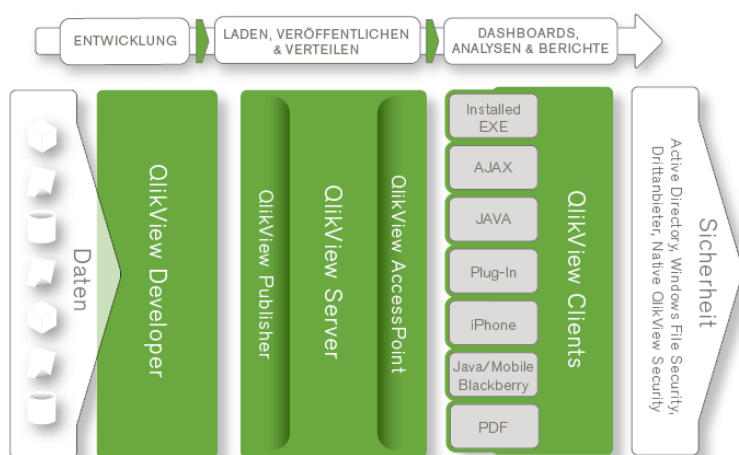 ENTWICKLUNG
LADEN, VERÖFFENTLICHEN
& VERTEILEN
DASHBOARDS,
ANALYSEN & BERICHTE
Daten
QlikView Developer
QlikView Publisher
QlikView Server
QlikView AccessPoint
Installed
EXE
AJAX
JAVA
Plug-In
iPhone
Java/Mobile
Blackberry
PDF
QlikView Clients
Sicherheit
Active Directory, Windows File Security,
Drittanbieter, Native QlikView Security